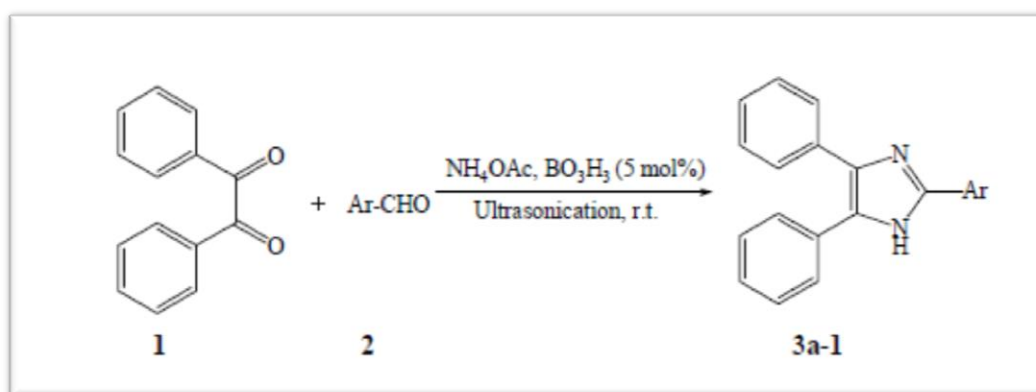 O
O
+ Ar-CHO
NH₄OAc, BO₃H₃ (5 mol%)
Ultrasonication, r.t.
N
N
H
Ar
1 2 3a-1